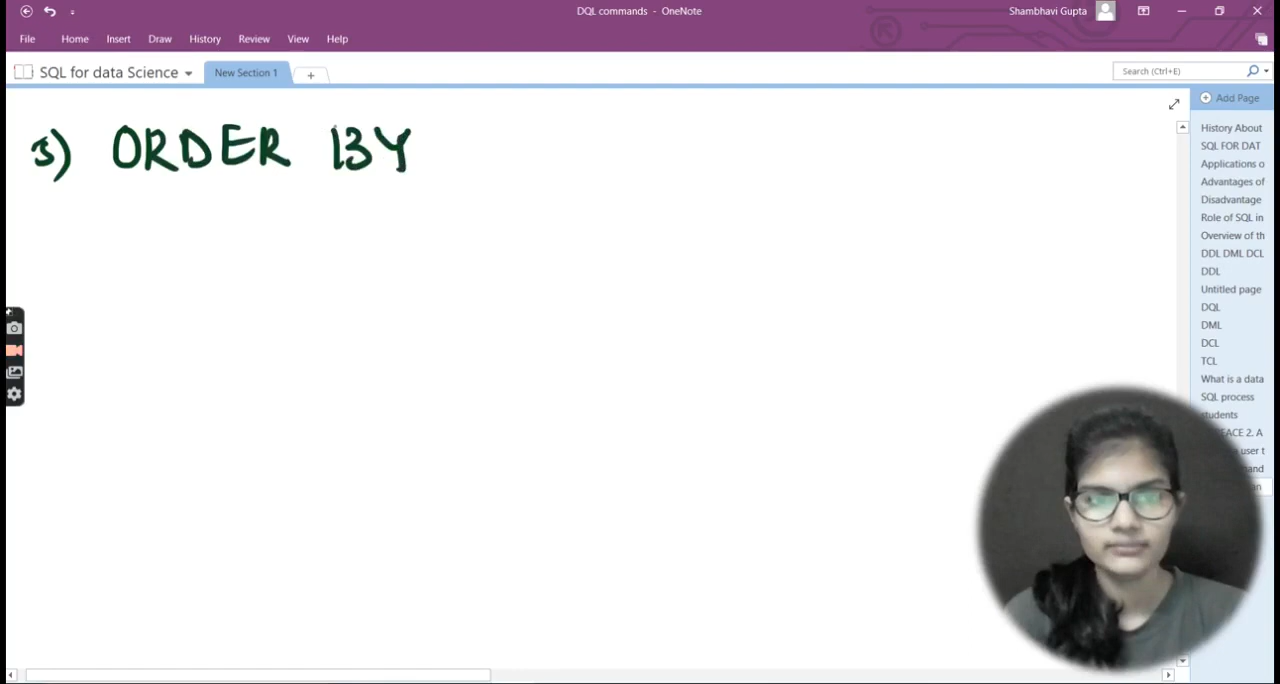 DQL commands - OneNote
Shambhavi Gupta
File Home Insert Draw History Review View Help
SQL for data Science
New Section 1
Search (Ctrl+E)
Add Page
ORDER BY
History About
SQL FOR DAT
Applications o
Advantages of
Disadvantage
Role of SQL in
Overview of th
DDL DML DCL
DDL
Untitled page
DQL
DML
DCL
TCL
What is a data
SQL process
students
FACE 2. A
user t